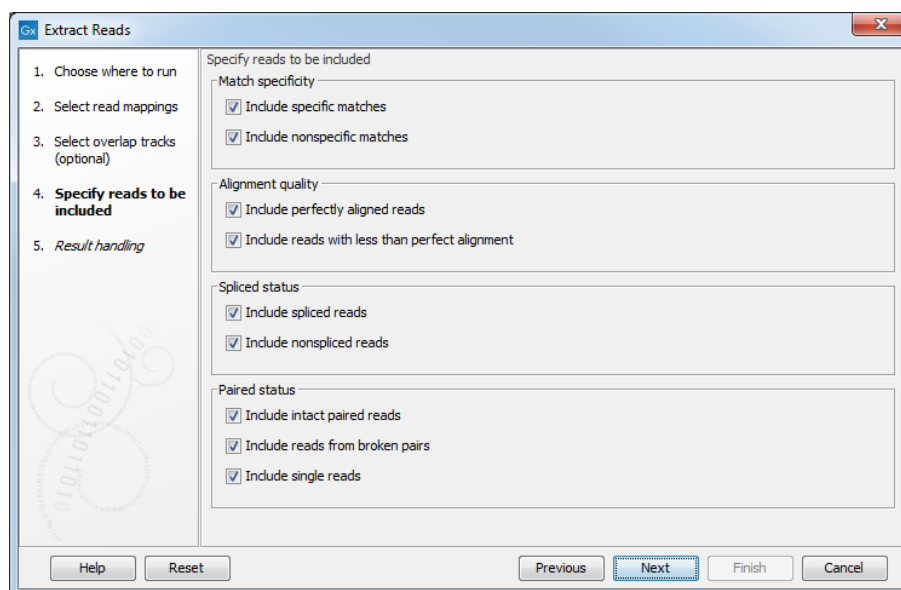 Gx Extract Reads
X
1. Choose where to run
2. Select read mappings
3. Select overlap tracks
(optional)
4. Specify reads to be
included
5. Result handling
Specify reads to be included
Match specificity
Include specific matches
Include nonspecific matches
Alignment quality
Include perfectly aligned reads
Include reads with less than perfect alignment
Spliced status
Include spliced reads
Include nonspliced reads
Paired status
Include intact paired reads
Include reads from broken pairs
Include single reads
Help
Reset
Previous
Next
Finish
Cancel